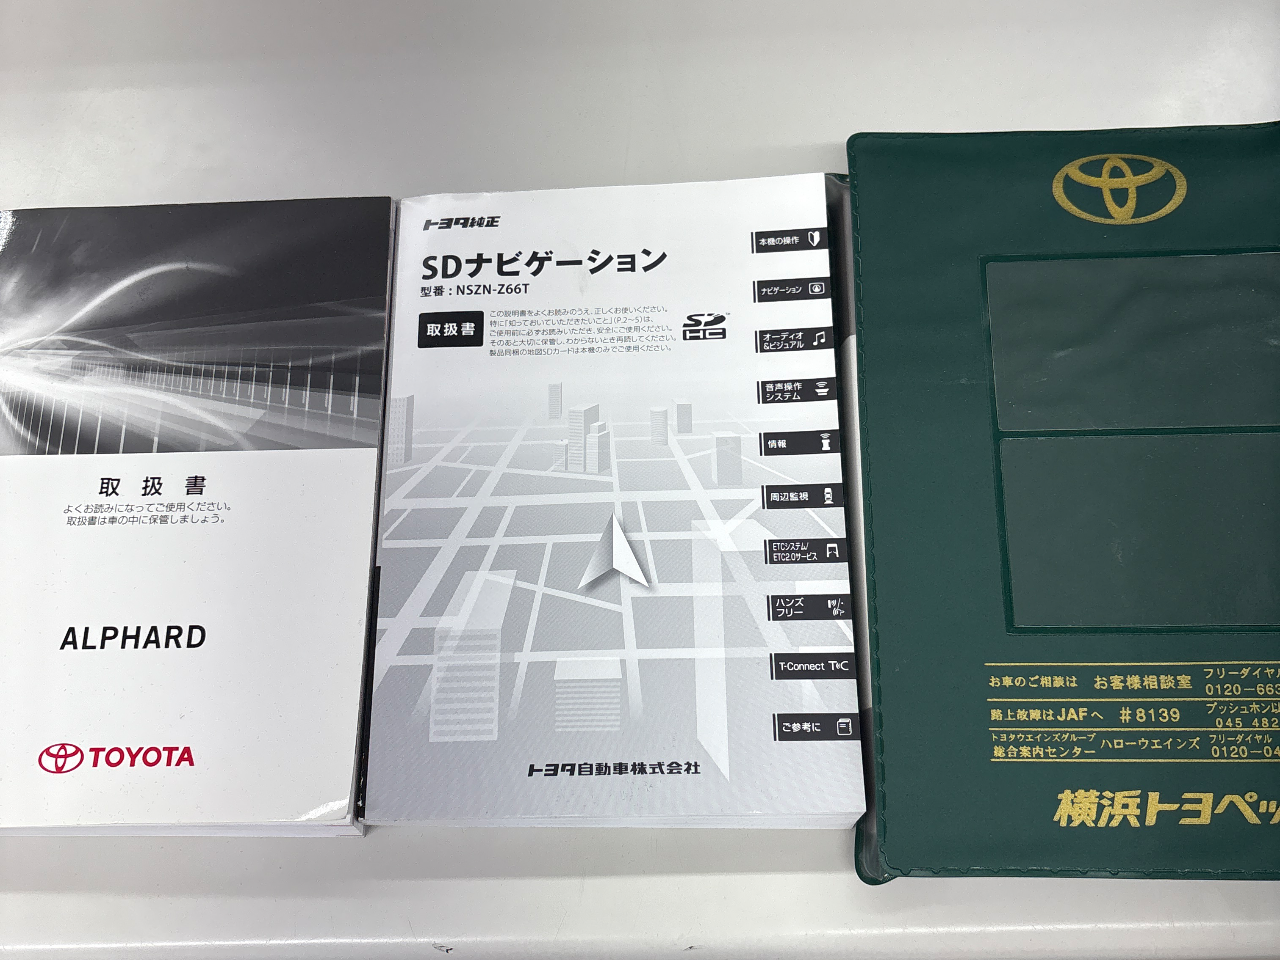 取扱書
よくお読みになってご使用ください。
取扱書は車の中に保管しましょう。
ALPHARD
TOYOTA
トヨタ純正
SDナビゲーション
型番：NSZN-Z66T
取扱書
この説明書をよくお読みのうえ、正しくお使いください。
特に「知っておいていただきたいこと」(P.2～5)は、
ご使用前に必ずお読みいただき、安全にご使用ください。
そのあと大切に保管し、わからないとき再読してください。
製品同梱の地図SDカードは本機のみでご使用ください。
SD
HC
本機の操作
ナビゲーション
オーディオ
&ビジュアル
音声操作
システム
情報
周辺監視
ETCシステム/
ETC2.0サービス
ハンズ
フリー
T-Connect
ご参考に
トヨタ自動車株式会社
お車のご相談は お客様相談室 フリーダイヤル
0120-663
路上故障はJAFへ #8139 プッシュホン以
045 482
トヨタウエインズグループ
総合案内センター ハローウエインズ フリーダイヤル
0120-04
横浜トヨペッ